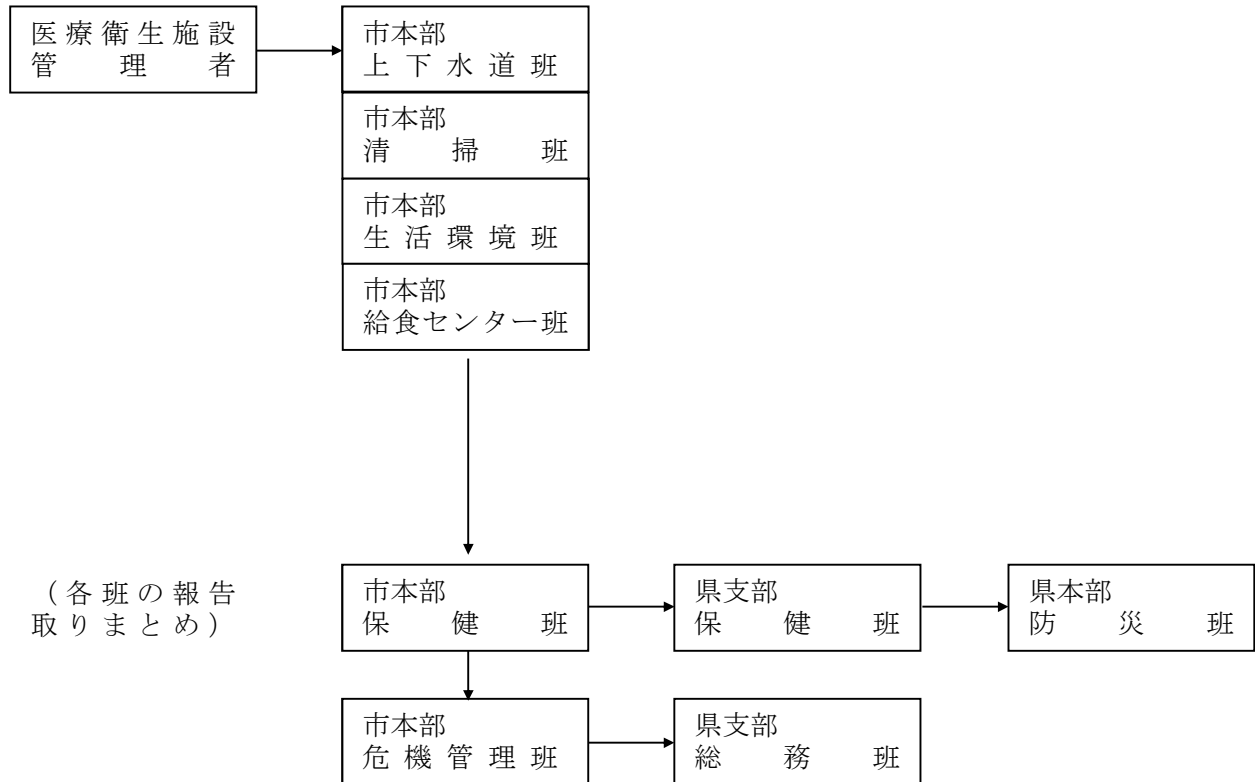 医療衛生施設
管理者
市本部
上下水道班
市本部
清掃班
市本部
生活環境班
市本部
給食センター班
（各班の報告
取りまとめ）
市本部
保健班
県支部
保健班
県本部
防災班
市本部
危機管理班
県支部
総務班